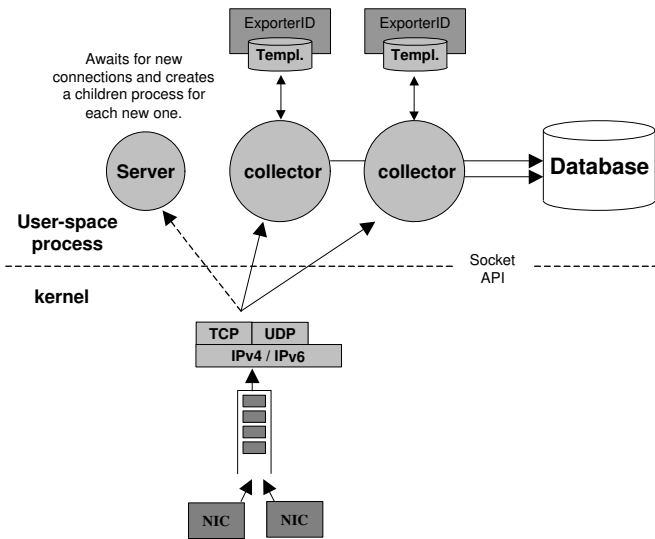 ExporterID
Templ.
ExporterID
Templ.
Awaits for new
connections and creates
a children process for
each new one.
Server
collector
collector
Database
User-space
process
Socket
API
kernel
TCP
UDP
IPv4 / IPv6
NIC
NIC